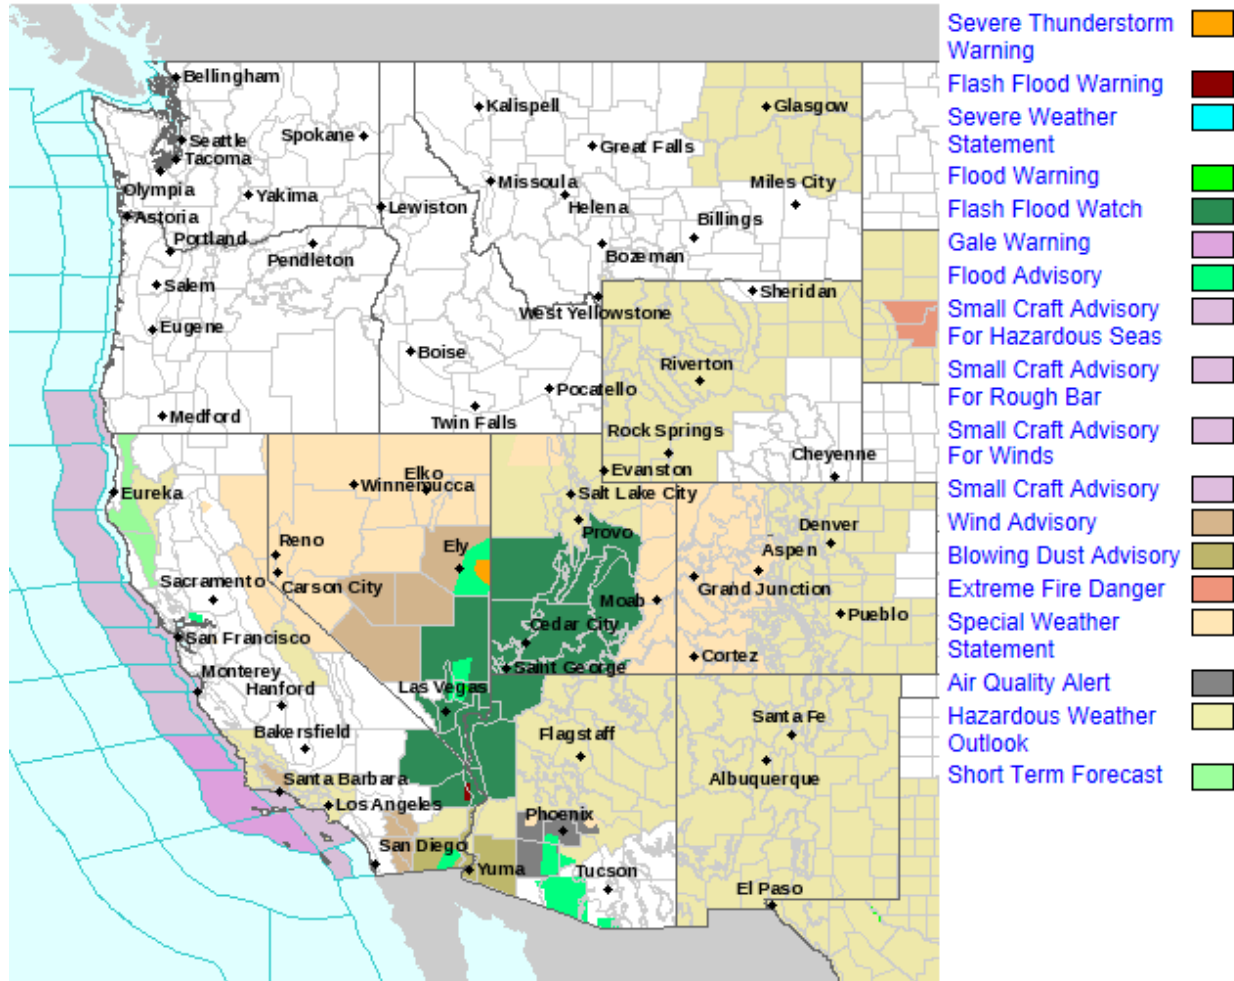 Bellingham
Kalispell
Glasgow
Seattle
Spokane
Great Falls
Tacoma
Olympia
Missoula
Miles City
Yakima
Lewiston
Helena
Billings
Astoria
Portland
Pendleton
Bozeman
Salem
Sheridan
West Yellowstone
Eugene
Boise
Riverton
Pocatello
Medford
Twin Falls
Rock Springs
Cheyenne
Evanston
Elko
Winnemucca
Eureka
Salt Lake City
Provo
Denver
Reno
Ely
Aspen
Carson City
Sacramento
Grand Junction
Moab
Pueblo
Cedar City
San Francisco
Saint George
Cortez
Monterey
Hanford
Las Vegas
Santa Fe
Bakersfield
Flagstaff
Albuquerque
Santa Barbara
Los Angeles
Phoenix
San Diego
Yuma
Tucson
El Paso
Severe Thunderstorm
Warning
Flash Flood Warning
Severe Weather
Statement
Flood Warning
Flash Flood Watch
Gale Warning
Flood Advisory
Small Craft Advisory
For Hazardous Seas
Small Craft Advisory
For Rough Bar
Small Craft Advisory
For Winds
Small Craft Advisory
Wind Advisory
Blowing Dust Advisory
Extreme Fire Danger
Special Weather
Statement
Air Quality Alert
Hazardous Weather
Outlook
Short Term Forecast